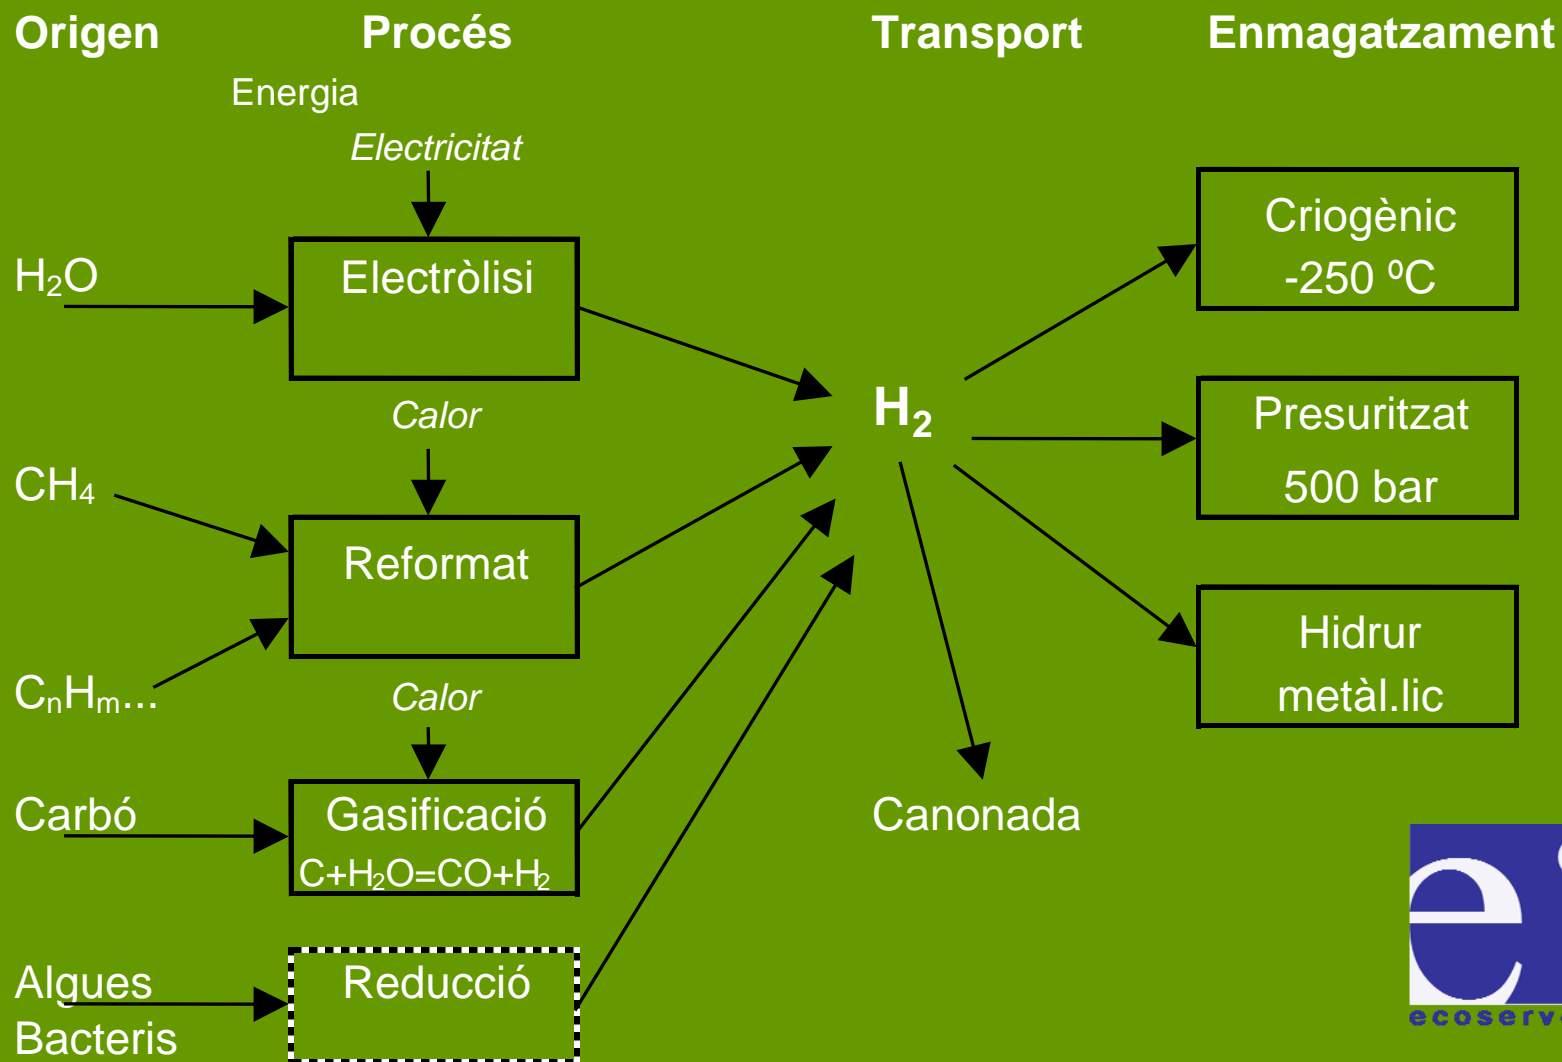 Origen Procés Transport Enmagatzament
Energia
Electricitat
H₂O
Electròlisi
Criogènic
-250 ºC
Calor
H₂
Presuritzat
500 bar
CH₄
Reformat
CₙHₘ...
Hidrur
metàl.lic
Calor
Carbó
Gasificació
C+H₂O=CO+H₂
Canonada
Algues
Bacteris
Reducció